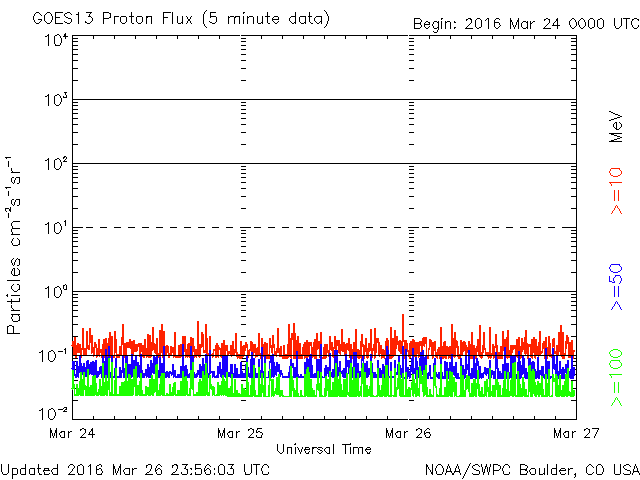 GOES13 Proton Flux (5 minute data)
Begin: 2016 Mar 24 0000 UTC
10⁴
10³
10²
10¹
10⁰
10⁻¹
10⁻²
Particles cm⁻²s⁻¹sr⁻¹
MeV
>=10
>=50
>=100
Mar 24
Mar 25
Mar 26
Mar 27
Universal Time
Updated 2016 Mar 26 23:56:03 UTC
NOAA/SWPC Boulder, CO USA